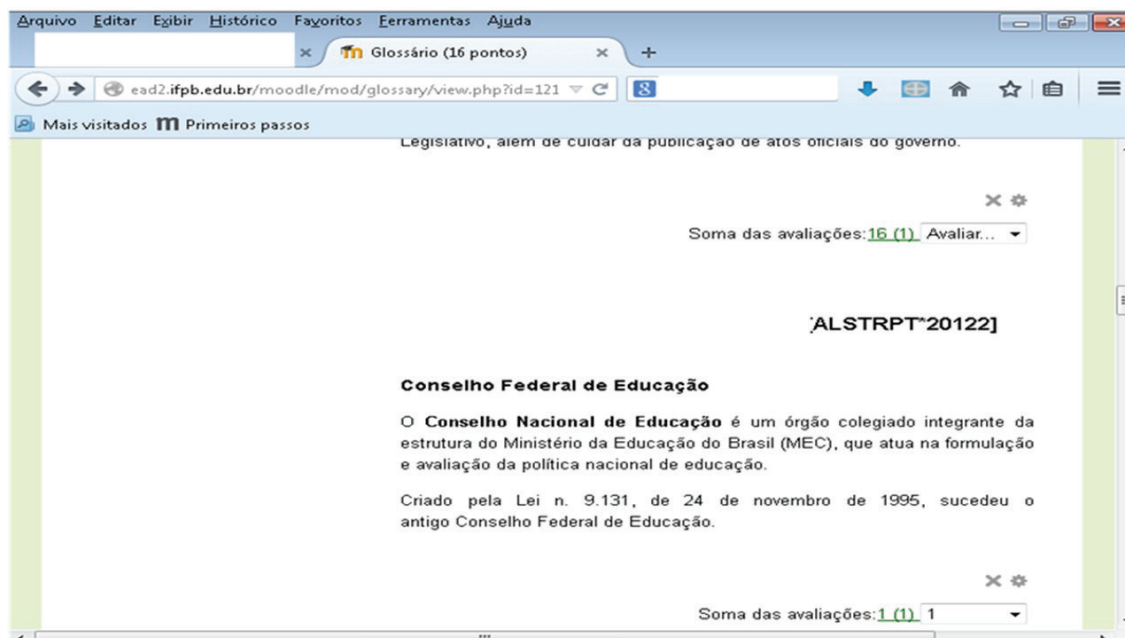 Arquivo Editar Exibir Histórico Favoritos Ferramentas Ajuda
Glossário (16 pontos)
ead2.ifpb.edu.br/moodle/mod/glossary/view.php?id=121
Mais visitados Primeiros passos
Legislativo, além de cuidar da publicação de atos oficiais do governo.
Soma das avaliações:16 (1) Avaliar...
ALSTRPT*20122]
Conselho Federal de Educação
O Conselho Nacional de Educação é um órgão colegiado integrante da
estrutura do Ministério da Educação do Brasil (MEC), que atua na formulação
e avaliação da política nacional de educação.
Criado pela Lei n. 9.131, de 24 de novembro de 1995, sucedeu o
antigo Conselho Federal de Educação.
Soma das avaliações:1 (1) 1